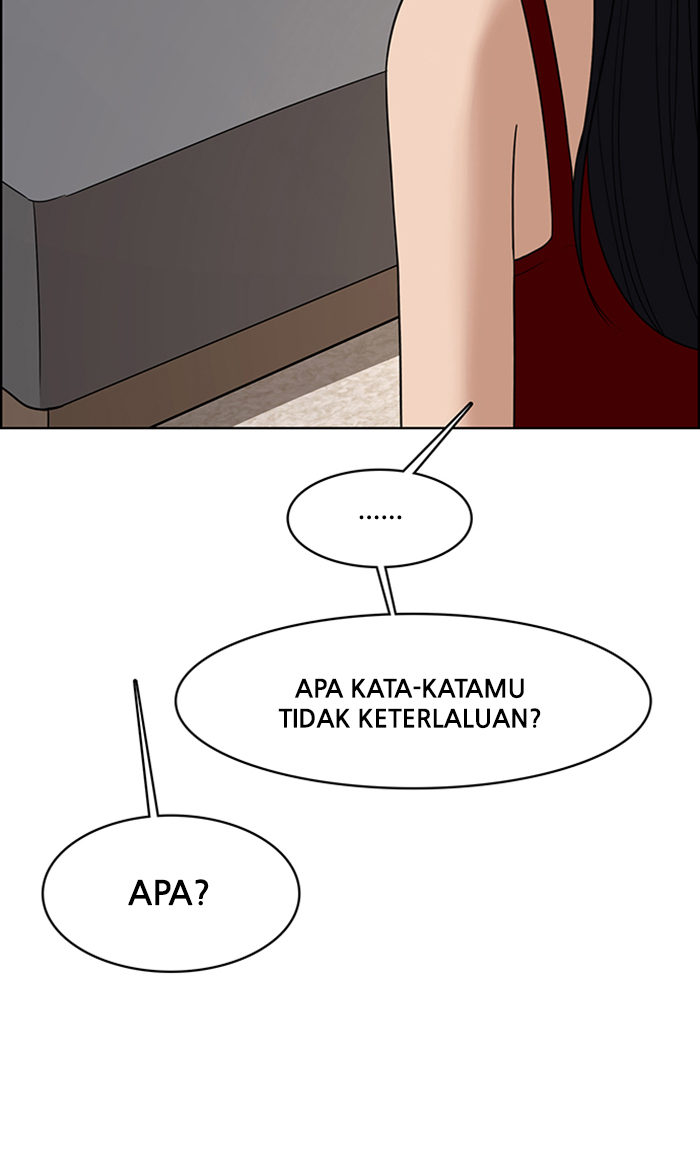 ......
APA KATA-KATAMU
TIDAK KETERLALUAN?
APA?